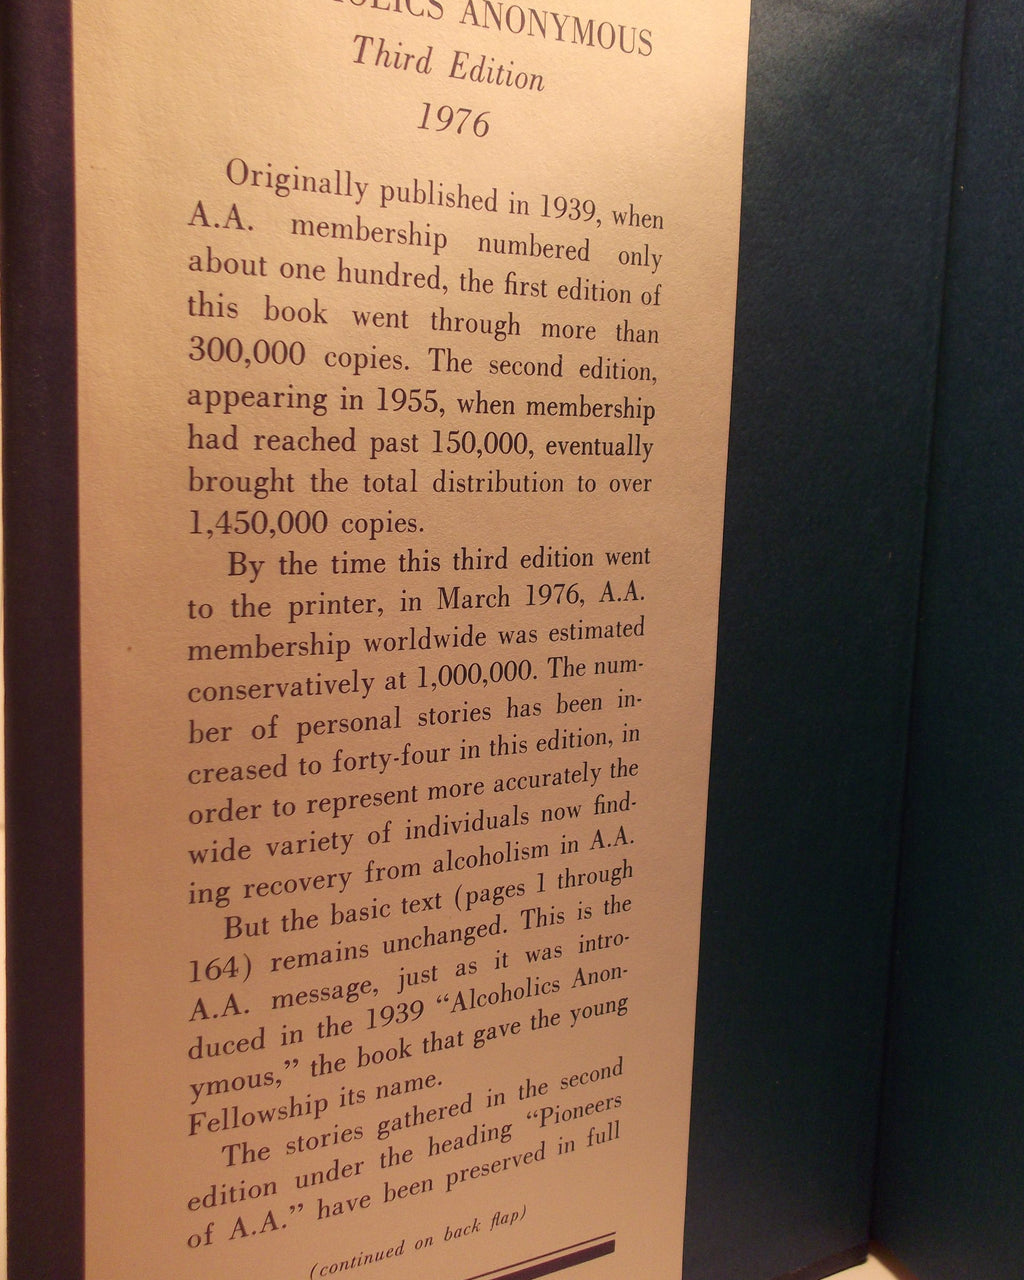 ANONYMOUS
Third Edition
1976
Originally published in 1939, when
A.A. membership numbered only
about one hundred, the first edition of
this book went through more than
300,000 copies. The second edition,
appearing in 1955, when membership
had reached past 150,000, eventually
brought the total distribution to over
1,450,000 copies.
By the time this third edition went
to the printer, in March 1976, A.A.
membership worldwide was estimated
conservatively at 1,000,000. The num-
ber of personal stories has been in-
creased to forty-four in this edition, in
order to represent more accurately the
wide variety of individuals now find-
ing recovery from alcoholism in A.A.
But the basic text (pages 1 through
164) remains unchanged. This is the
A.A. message, just as it was intro-
duced in the 1939 “Alcoholics Anon-
ymous,” the book that gave the young
Fellowship its name.
The stories gathered in the second
edition under the heading “Pioneers
of A.A.” have been preserved in full
(continued on back flap)